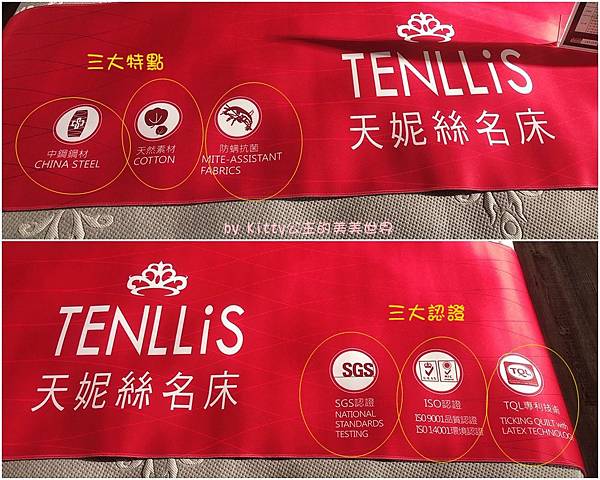 三大特點
TENLLiS
天妮絲名床
中鋼鋼材
CHINA STEEL
天然素材
COTTON
防螨抗菌
MITE-ASSISTANT
FABRICS
by Kitty公主的美美世界
TENLLiS
天妮絲名床
三大認證
SGS
SGS認證
NATIONAL
STANDARDS
TESTING
ISO認證
ISO 9001品質認證
ISO 14001環境認證
TQL
TQL專利技術
TICKING QUILT with
LATEX TECHNOLOG